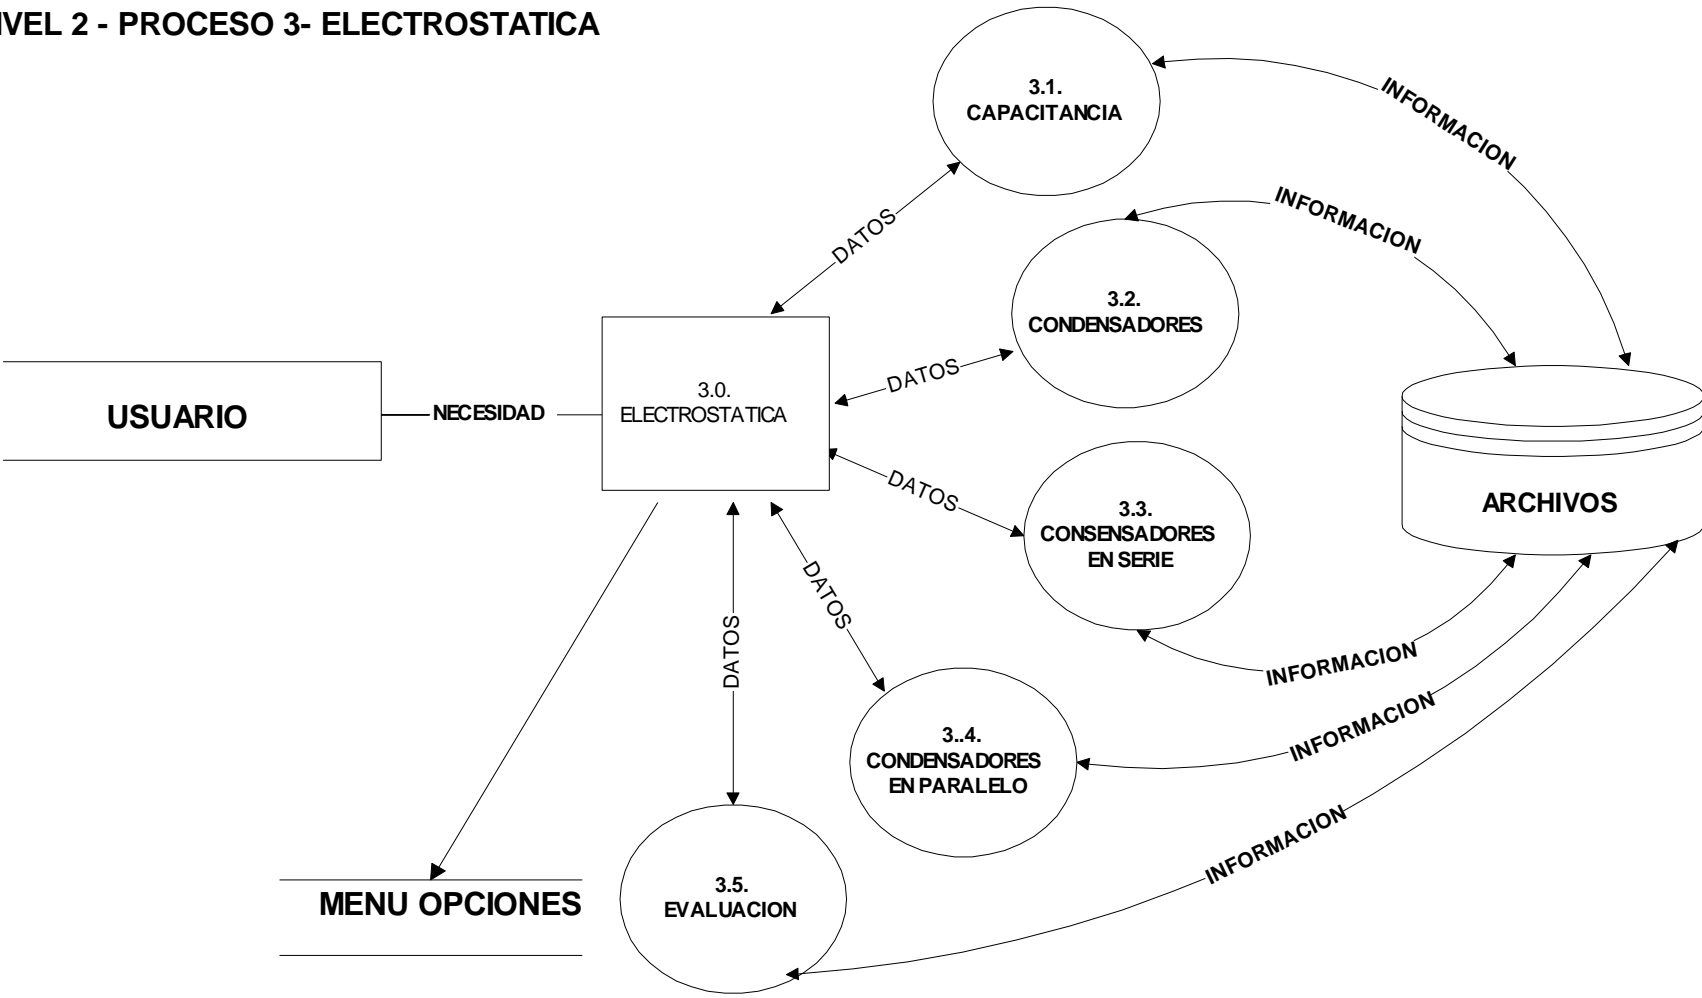 IVEL 2 - PROCESO 3- ELECTROSTATICA
3.1.
CAPACITANCIA
INFORMACION
INFORMACION
DATOS
3.2.
CONDENSADORES
3.0.
ELECTROSTATICA
DATOS
USUARIO
NECESIDAD
DATOS
3.3.
CONSENSADORES
EN SERIE
ARCHIVOS
DATOS
DATOS
INFORMACION
3..4.
CONDENSADORES
EN PARALELO
INFORMACION
INFORMACION
MENU OPCIONES
3.5.
EVALUACION